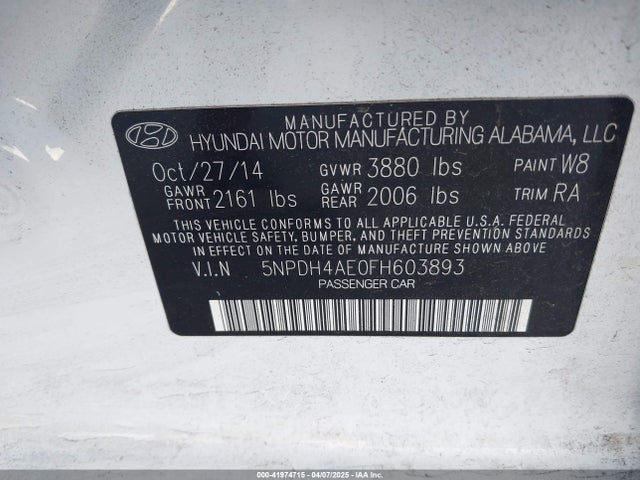 MANUFACTURED BY
HYUNDAI MOTOR MANUFACTURING ALABAMA, LLC
Oct/27/14 GVWR 3880 lbs PAINT W8
GAWR FRONT 2161 lbs GAWR REAR 2006 lbs TRIM RA
THIS VEHICLE CONFORMS TO ALL APPLICABLE U.S.A. FEDERAL
MOTOR VEHICLE SAFETY, BUMPER, AND THEFT PREVENTION STANDARDS
IN EFFECT ON THE DATE OF MANUFACTURE SHOWN ABOVE.
V.I.N 5NPDH4AE0FH603893
PASSENGER CAR
000-41974715 - 04/07/2025 - IAA Inc.